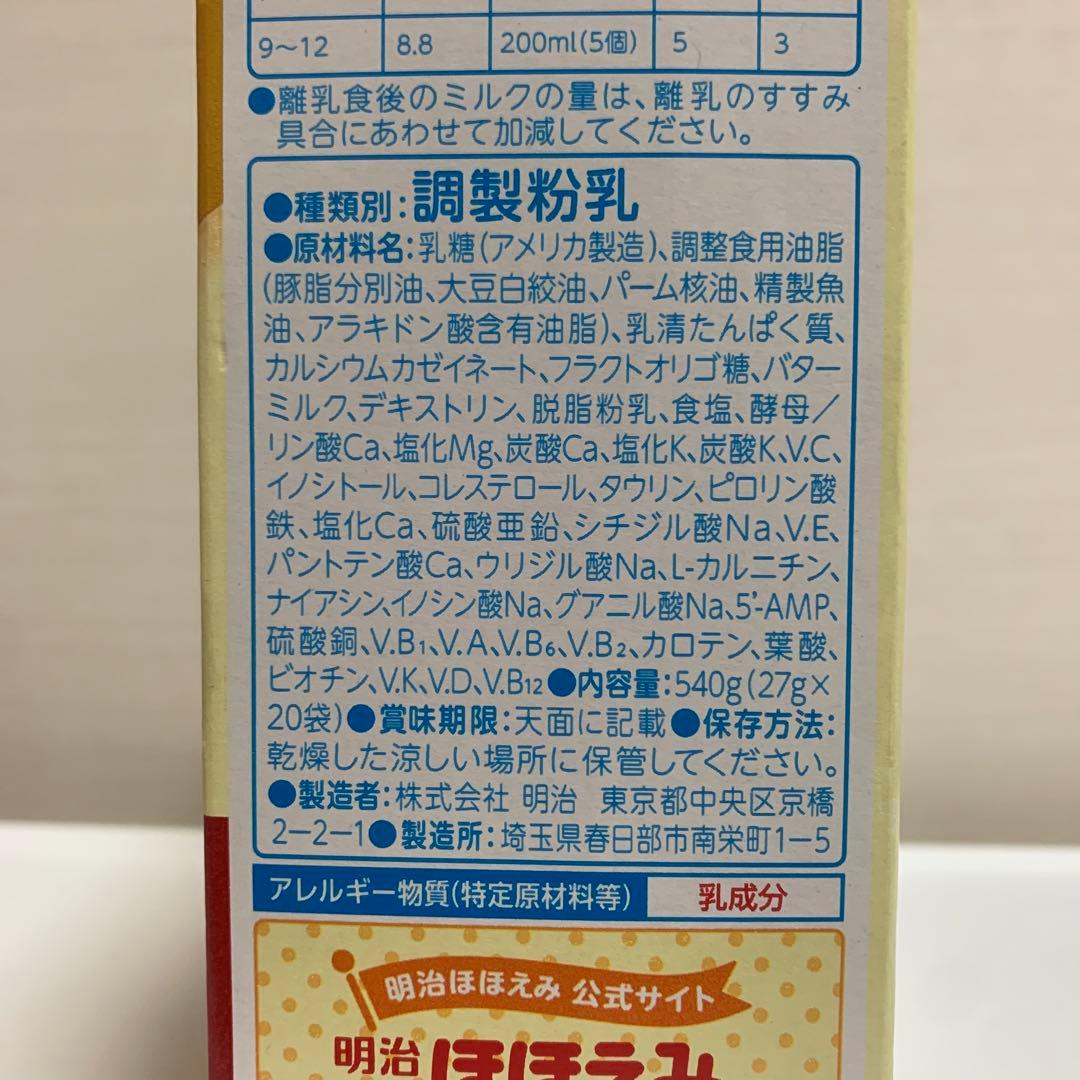 9～12 8.8 200ml(5個) 5 3
●離乳食後のミルクの量は、離乳のすすみ
具合にあわせて加減してください。
●種類別：調製粉乳
●原材料名：乳糖(アメリカ製造)、調整食用油脂
(豚脂分別油、大豆白絞油、パーム核油、精製魚
油、アラキドン酸含有油脂)、乳清たんぱく質、
カルシウムカゼイネート、フラクトオリゴ糖、バター
ミルク、デキストリン、脱脂粉乳、食塩、酵母／
リン酸Ca、塩化Mg、炭酸Ca、塩化K、炭酸K、V.C、
イノシトール、コレステロール、タウリン、ピロリン酸
鉄、塩化Ca、硫酸亜鉛、シチジル酸Na、V.E、
パントテン酸Ca、ウリジル酸Na、L-カルニチン、
ナイアシン、イノシン酸Na、グアニル酸Na、5'-AMP、
硫酸銅、V.B₁、V.A、V.B₆、V.B₂、カロテン、葉酸、
ビオチン、V.K、V.D、V.B₁₂●内容量：540g(27g×
20袋)●賞味期限：天面に記載●保存方法：
乾燥した涼しい場所に保管してください。
●製造者：株式会社 明治 東京都中央区京橋
2−2−1●製造所：埼玉県春日部市南栄町1−5
アレルギー物質(特定原材料等) 乳成分
明治ほほえみ 公式サイト
明治 ほほえみ